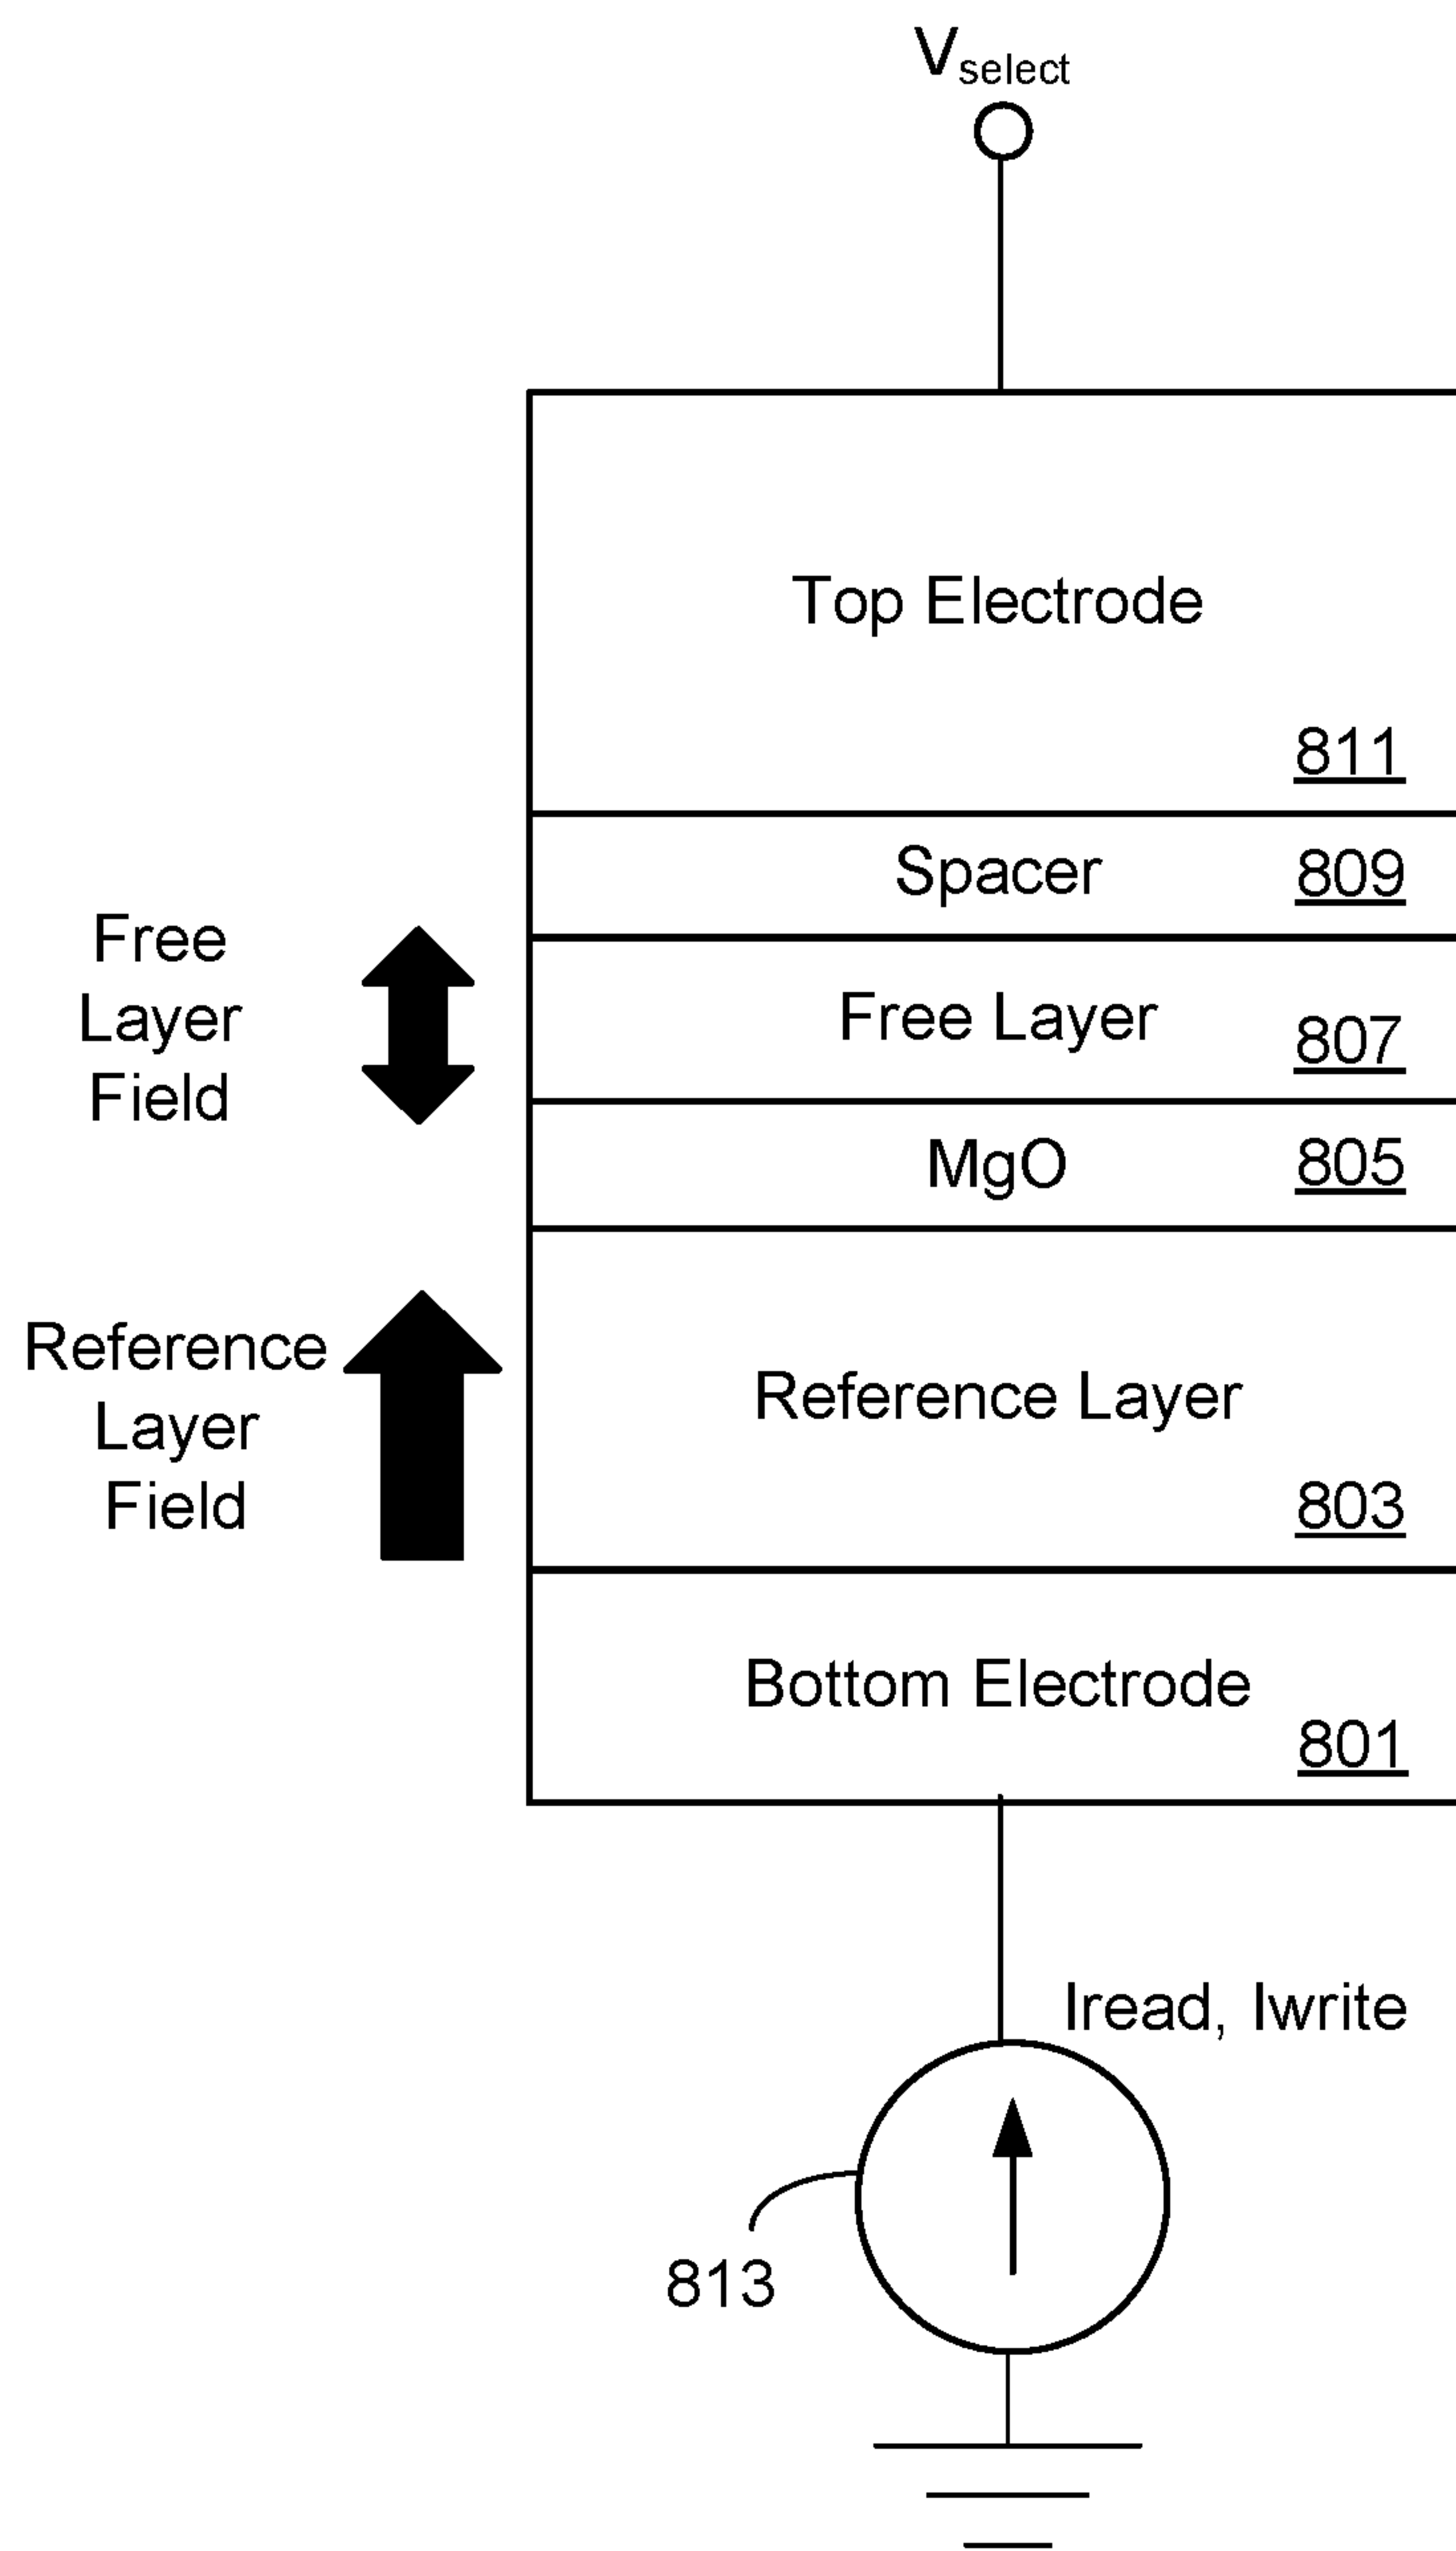 Vselect
Top Electrode
811
Spacer 809
Free Layer Field
Free Layer 807
MgO 805
Reference Layer Field
Reference Layer
803
Bottom Electrode
801
Iread, Iwrite
813